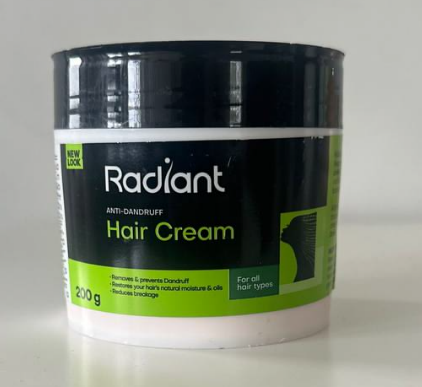 NEW
LOOK
Radiant
ANTI-DANDRUFF
Hair Cream
· Removes & prevents Dandruff
· Restores your hair's natural moisture & oils
· Reduces breakage
For all
hair types
200 g